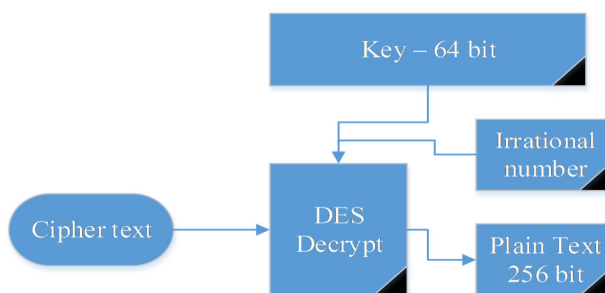 Key – 64 bit
Irrational
number
Cipher text
DES
Decrypt
Plain Text
256 bit